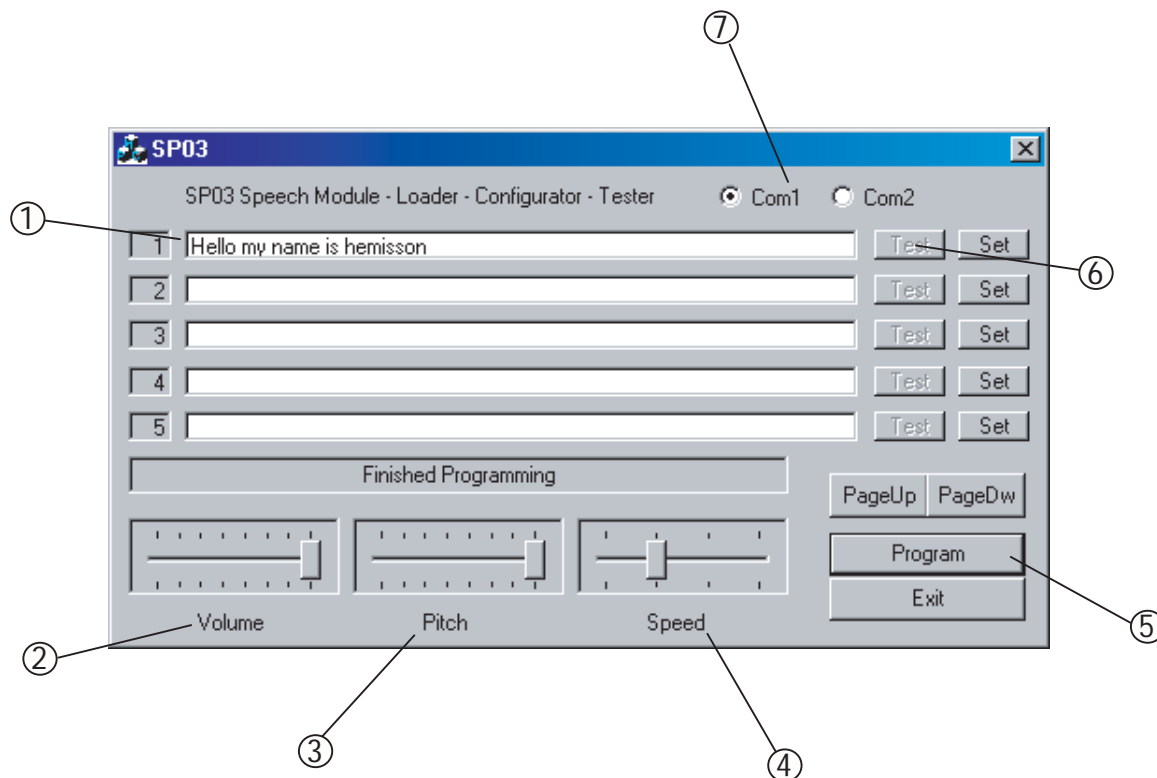 7
SP03
SP03 Speech Module - Loader - Configurator - Tester Com1 Com2
1
1 Hello my name is hemisson Test Set
6
2 Test Set
3 Test Set
4 Test Set
5 Test Set
Finished Programming
PageUp PageDw
Program
Exit
Volume Pitch Speed
5
2
3
4